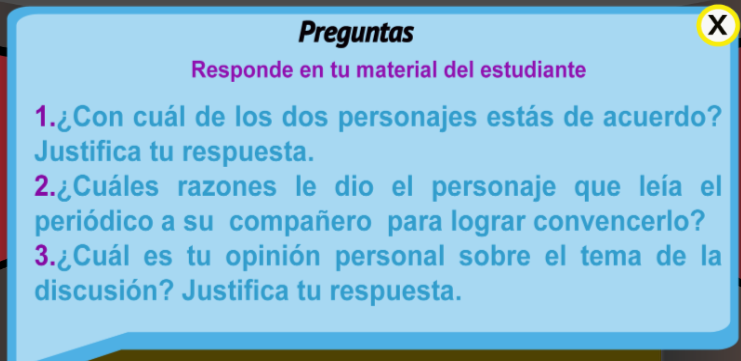 Preguntas
X
Responde en tu material del estudiante
1.¿Con cuál de los dos personajes estás de acuerdo?
Justifica tu respuesta.
2.¿Cuáles razones le dio el personaje que leía el
periódico a su compañero para lograr convencerlo?
3.¿Cuál es tu opinión personal sobre el tema de la
discusión? Justifica tu respuesta.